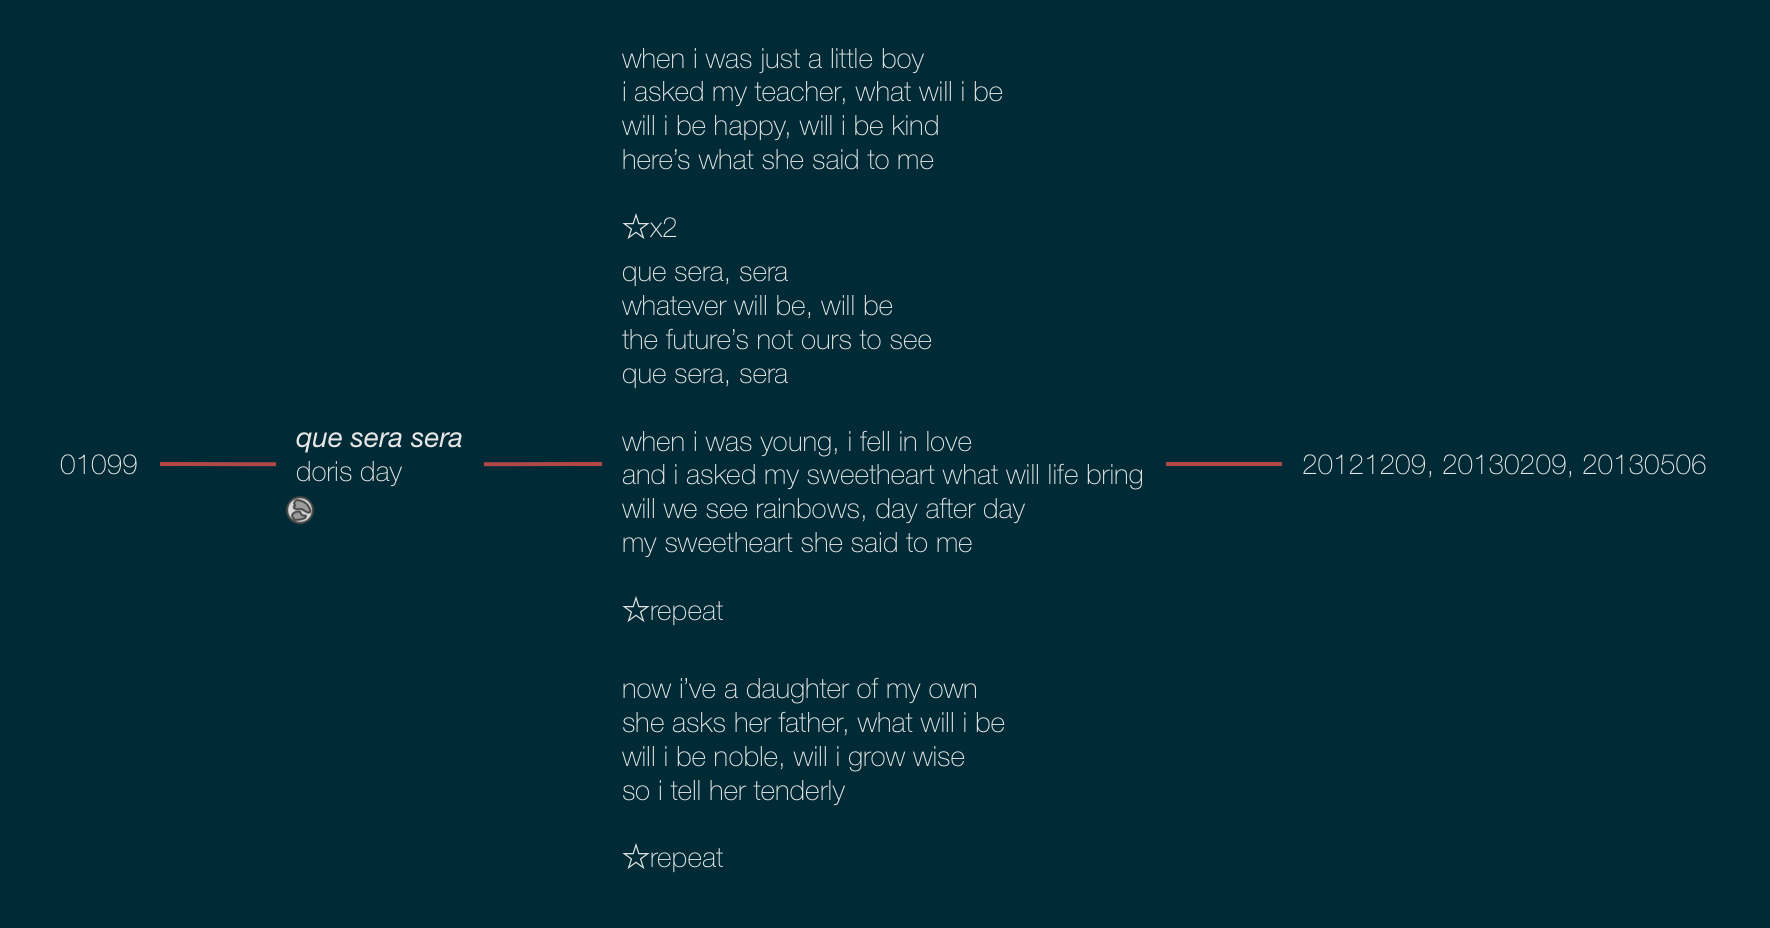 01099
que sera sera
doris day
when i was just a little boy
i asked my teacher, what will i be
will i be happy, will i be kind
here’s what she said to me
☆x2
que sera, sera
whatever will be, will be
the future’s not ours to see
que sera, sera
when i was young, i fell in love
and i asked my sweetheart what will life bring
will we see rainbows, day after day
my sweetheart she said to me
☆repeat
now i’ve a daughter of my own
she asks her father, what will i be
will i be noble, will i grow wise
so i tell her tenderly
☆repeat
20121209, 20130209, 20130506